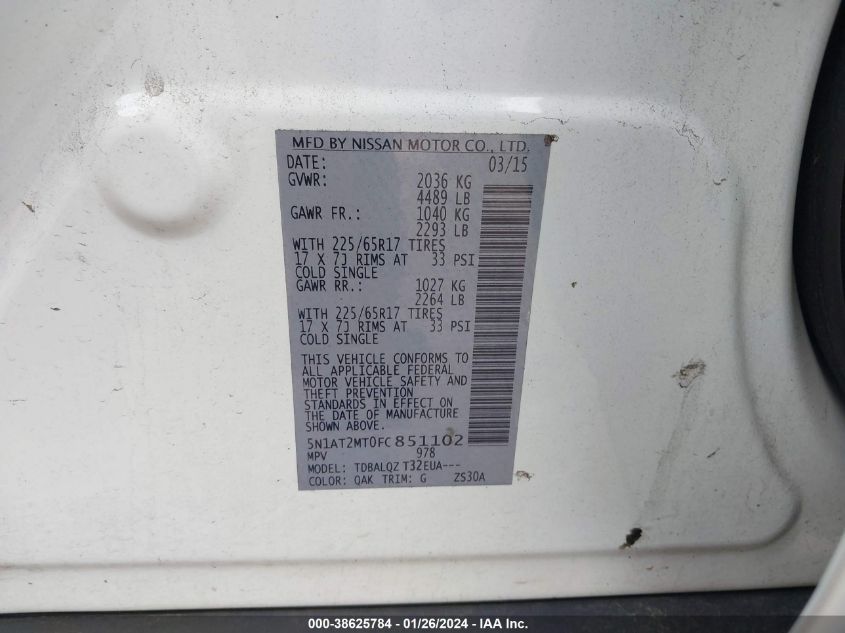 MFD BY NISSAN MOTOR CO., LTD.
DATE: 03/15
GVWR: 2036 KG
4489 LB
GAWR FR.: 1040 KG
2293 LB
WITH 225/65R17 TIRES
17 X 7J RIMS AT 33 PSI
COLD SINGLE
GAWR RR.: 1027 KG
2264 LB
WITH 225/65R17 TIRES
17 X 7J RIMS AT 33 PSI
COLD SINGLE
THIS VEHICLE CONFORMS TO
ALL APPLICABLE FEDERAL
MOTOR VEHICLE SAFETY AND
THEFT PREVENTION
STANDARDS IN EFFECT ON
THE DATE OF MANUFACTURE
SHOWN ABOVE.
5N1AT2MT0FC851102
MPV 978
MODEL: TDBALQZ T32EUA---
COLOR: QAK TRIM: G ZS30A
000-38625784 - 01/26/2024 - IAA Inc.